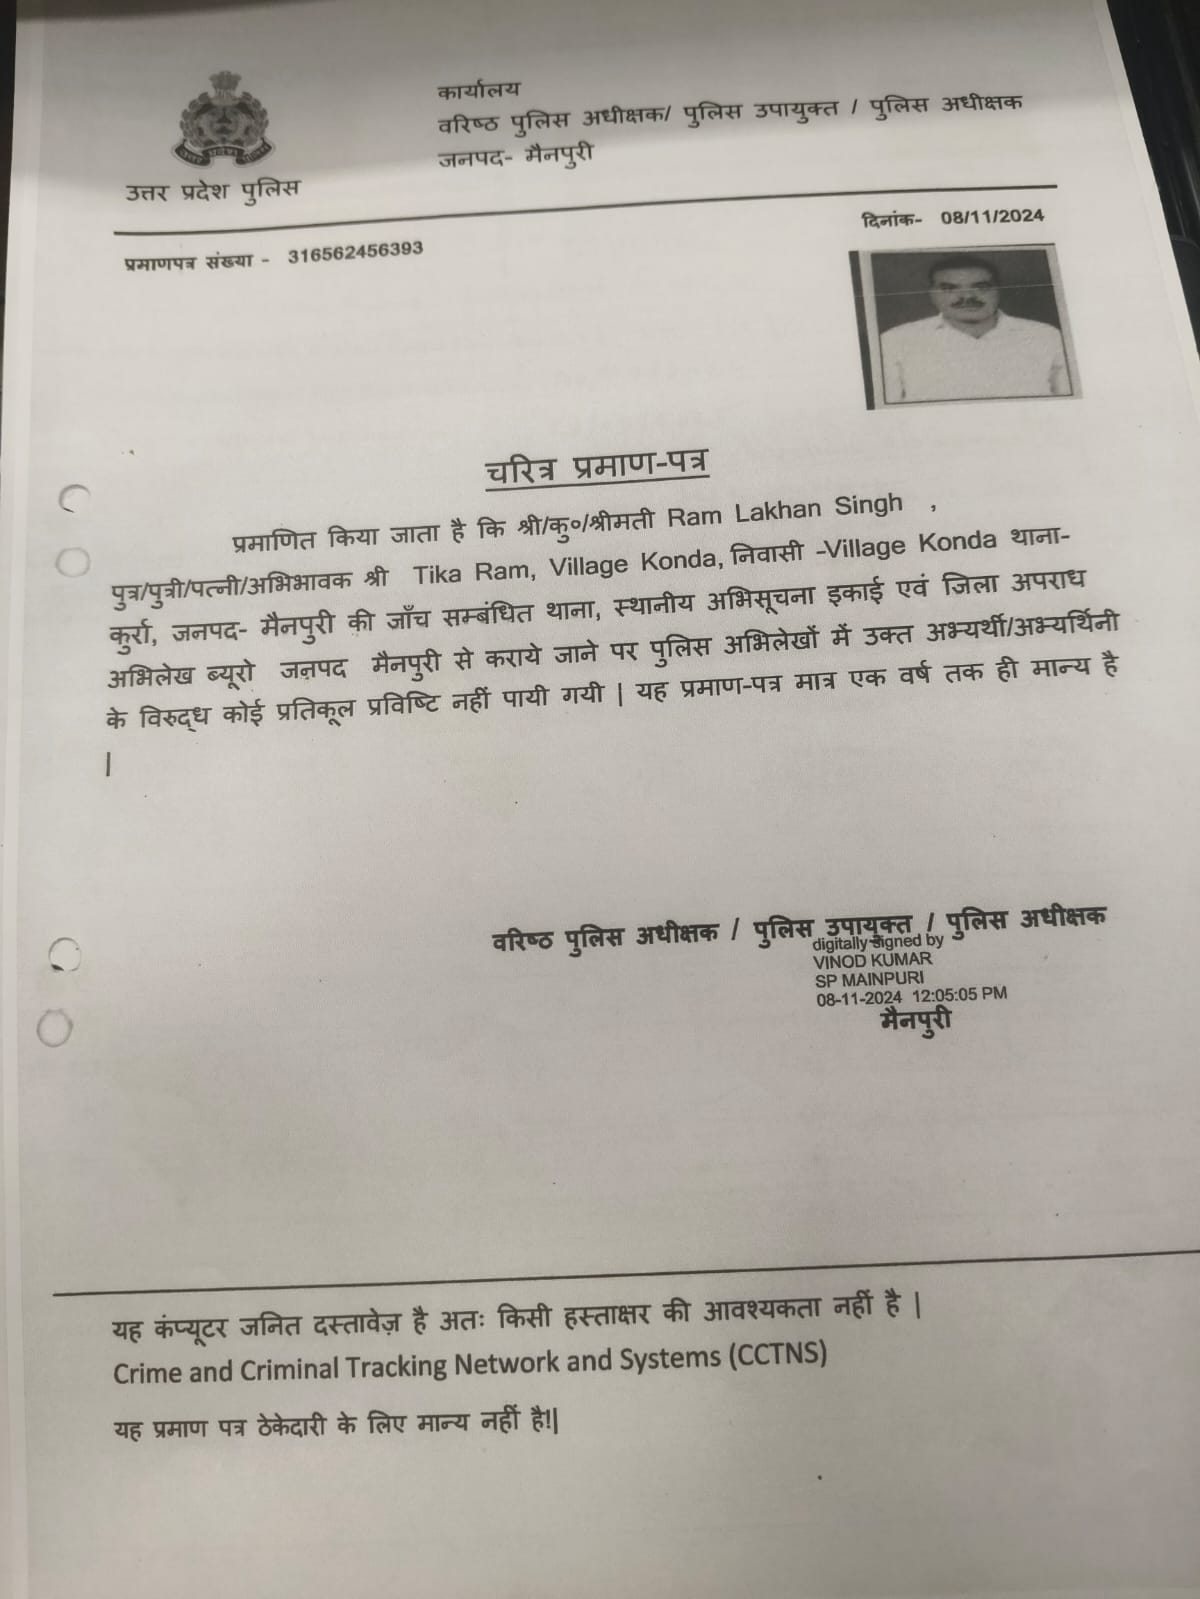 कार्यालय
वरिष्ठ पुलिस अधीक्षक/ पुलिस उपायुक्त / पुलिस अधीक्षक
जनपद- मैनपुरी
उत्तर प्रदेश पुलिस
दिनांक- 08/11/2024
प्रमाणपत्र संख्या - 316562456393
चरित्र प्रमाण-पत्र
प्रमाणित किया जाता है कि श्री/कु०/श्रीमती Ram Lakhan Singh ,
पुत्र/पुत्री/पत्नी/अभिभावक श्री Tika Ram, Village Konda, निवासी -Village Konda थाना-
कुर्रा, जनपद- मैनपुरी की जाँच सम्बंधित थाना, स्थानीय अभिसूचना इकाई एवं जिला अपराध
अभिलेख ब्यूरो जनपद मैनपुरी से कराये जाने पर पुलिस अभिलेखों में उक्त अभ्यर्थी/अभ्यर्थिनी
के विरुद्ध कोई प्रतिकूल प्रविष्टि नहीं पायी गयी | यह प्रमाण-पत्र मात्र एक वर्ष तक ही मान्य है
|
वरिष्ठ पुलिस अधीक्षक / पुलिस उपायुक्त / पुलिस अधीक्षक
digitally signed by
VINOD KUMAR
SP MAINPURI
08-11-2024 12:05:05 PM
मैनपुरी
यह कंप्यूटर जनित दस्तावेज़ है अतः किसी हस्ताक्षर की आवश्यकता नहीं है |
Crime and Criminal Tracking Network and Systems (CCTNS)
यह प्रमाण पत्र ठेकेदारी के लिए मान्य नहीं है!|